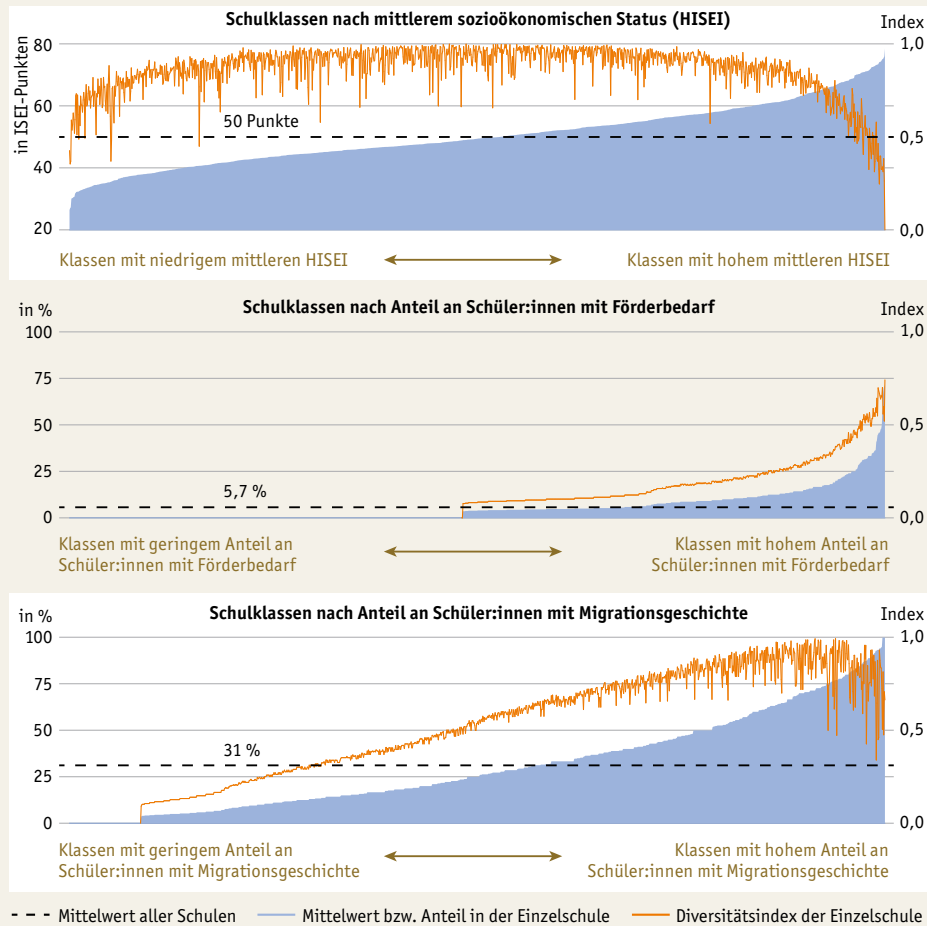 Schulklassen nach mittlerem sozioökonomischen Status (HISEI)
Index
in ISEI-Punkten
80
60
40
20
50 Punkte
1,0
0,5
0,0
Klassen mit niedrigem mittleren HISEI
Klassen mit hohem mittleren HISEI
in %
Schulklassen nach Anteil an Schüler:innen mit Förderbedarf
Index
100
75
50
25
0
5,7 %
1,0
0,5
0,0
Klassen mit geringem Anteil an
Schüler:innen mit Förderbedarf
Klassen mit hohem Anteil an
Schüler:innen mit Förderbedarf
in %
Schulklassen nach Anteil an Schüler:innen mit Migrationsgeschichte
Index
100
75
50
25
0
31 %
1,0
0,5
0,0
Klassen mit geringem Anteil an
Schüler:innen mit Migrationsgeschichte
Klassen mit hohem Anteil an
Schüler:innen mit Migrationsgeschichte
Mittelwert aller Schulen
Mittelwert bzw. Anteil in der Einzelschule
Diversitätsindex der Einzelschule